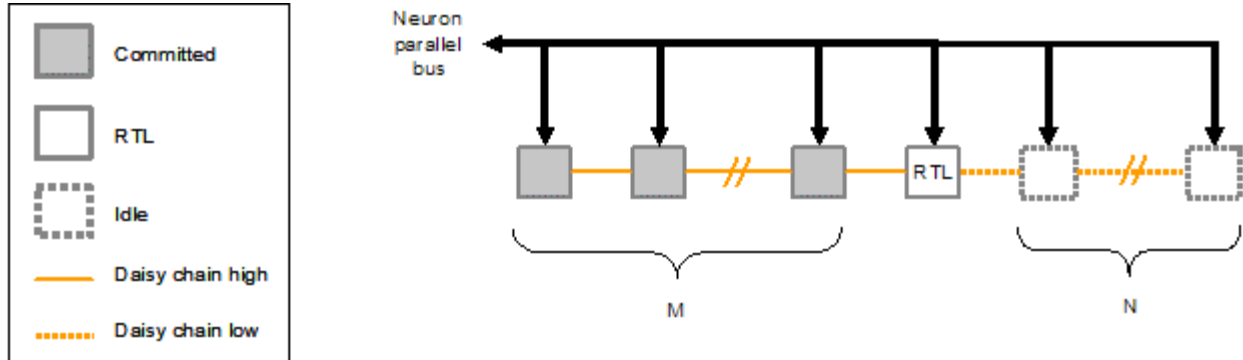 Committed
RTL
Idle
Daisy chain high
Daisy chain low
Neuron
parallel
bus
RTL
M
N